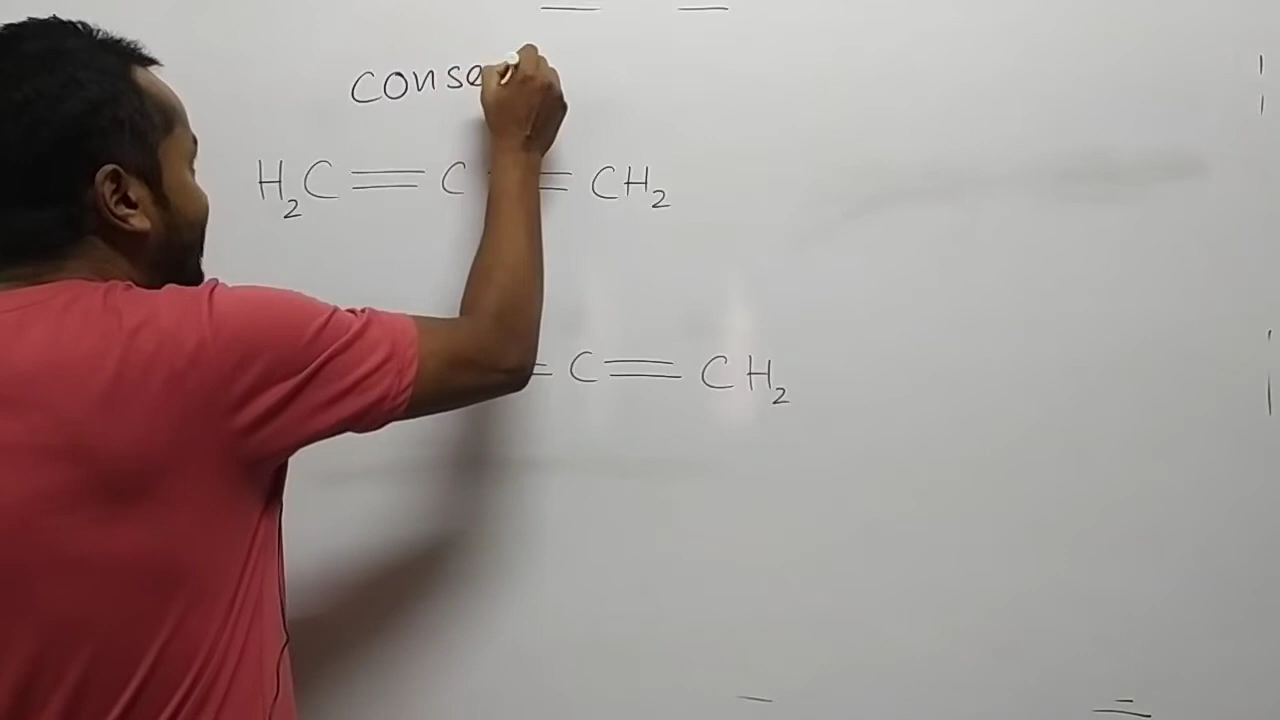 conse
H₂C=C=CH₂
=C=CH₂